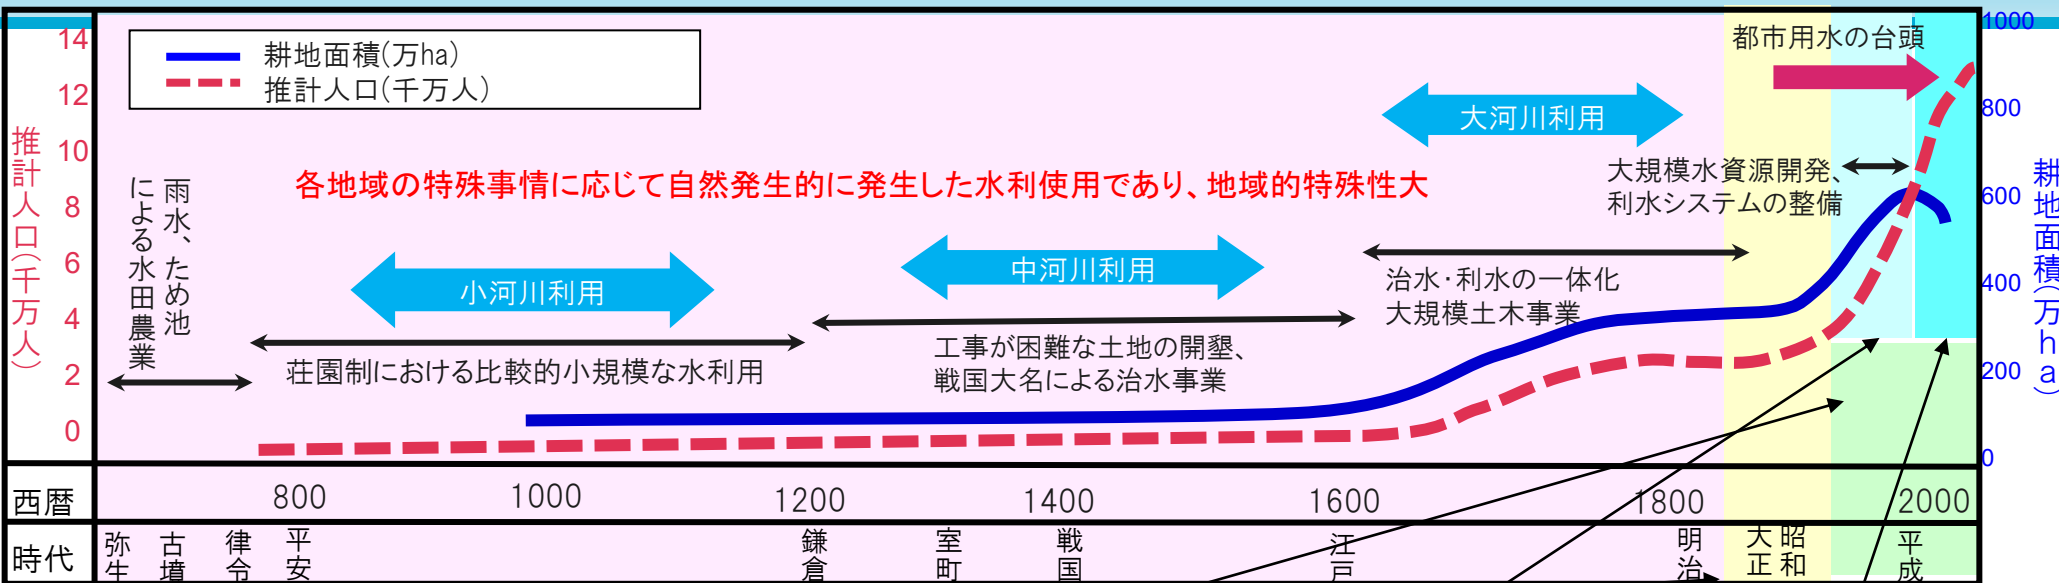 14
12
10
8
6
4
2
0
推計人口(千万人)
耕地面積(万ha)
推計人口(千万人)
都市用水の台頭
1000
800
600
400
200
0
耕地面積(万ha)
大河川利用
各地域の特殊事情に応じて自然発生的に発生した水利使用であり、地域的特殊性大
大規模水資源開発、
利水システムの整備
雨水、ため池
による水田農業
小河川利用
中河川利用
治水・利水の一体化
大規模土木事業
荘園制における比較的小規模な水利用
工事が困難な土地の開墾、
戦国大名による治水事業
西暦
800
1000
1200
1400
1600
1800
2000
時代
弥生
古墳
律令
平安
鎌倉
室町
戦国
江戸
明治
大正
昭和
平成